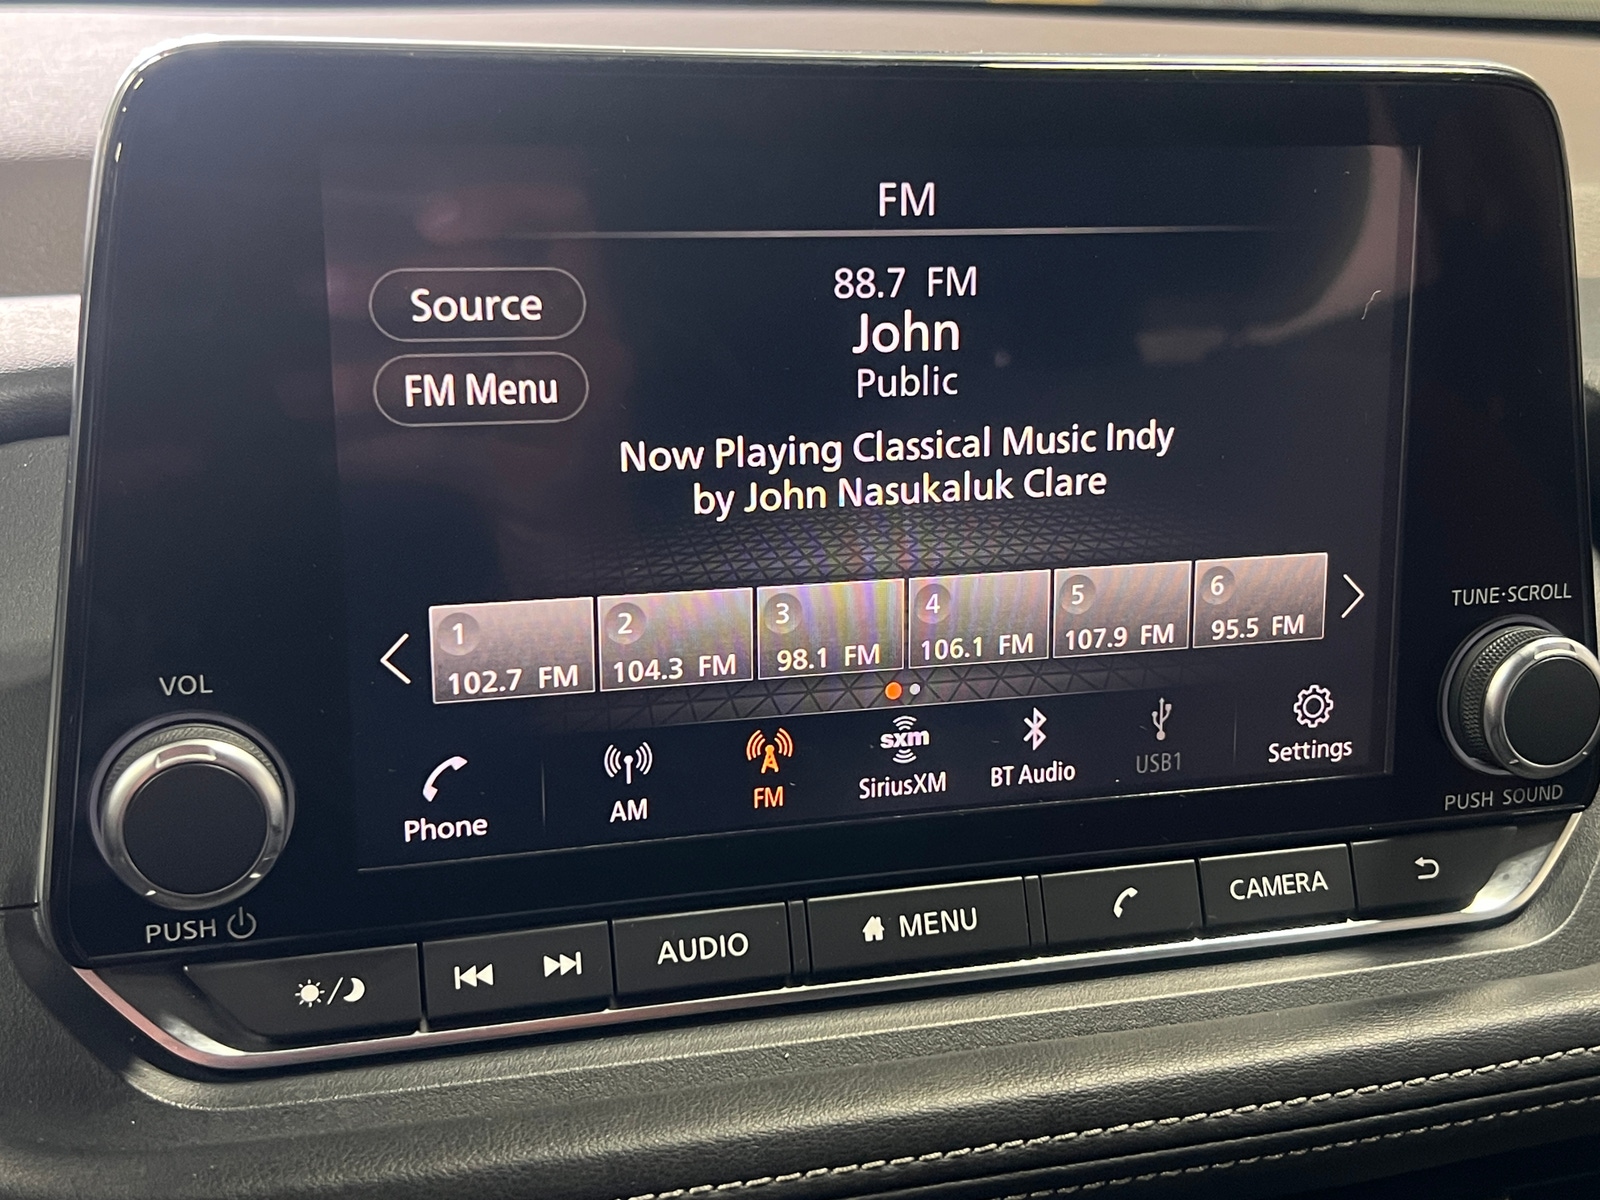 FM
Source
88.7 FM
John
FM Menu
Public
Now Playing Classical Music Indy
by John Nasukaluk Clare
1
102.7 FM
2
104.3 FM
3
98.1 FM
4
106.1 FM
5
107.9 FM
6
95.5 FM
VOL
PUSH
TUNE·SCROLL
PUSH SOUND
Phone
AM
FM
sxm
SiriusXM
BT Audio
USB1
Settings
AUDIO
MENU
CAMERA